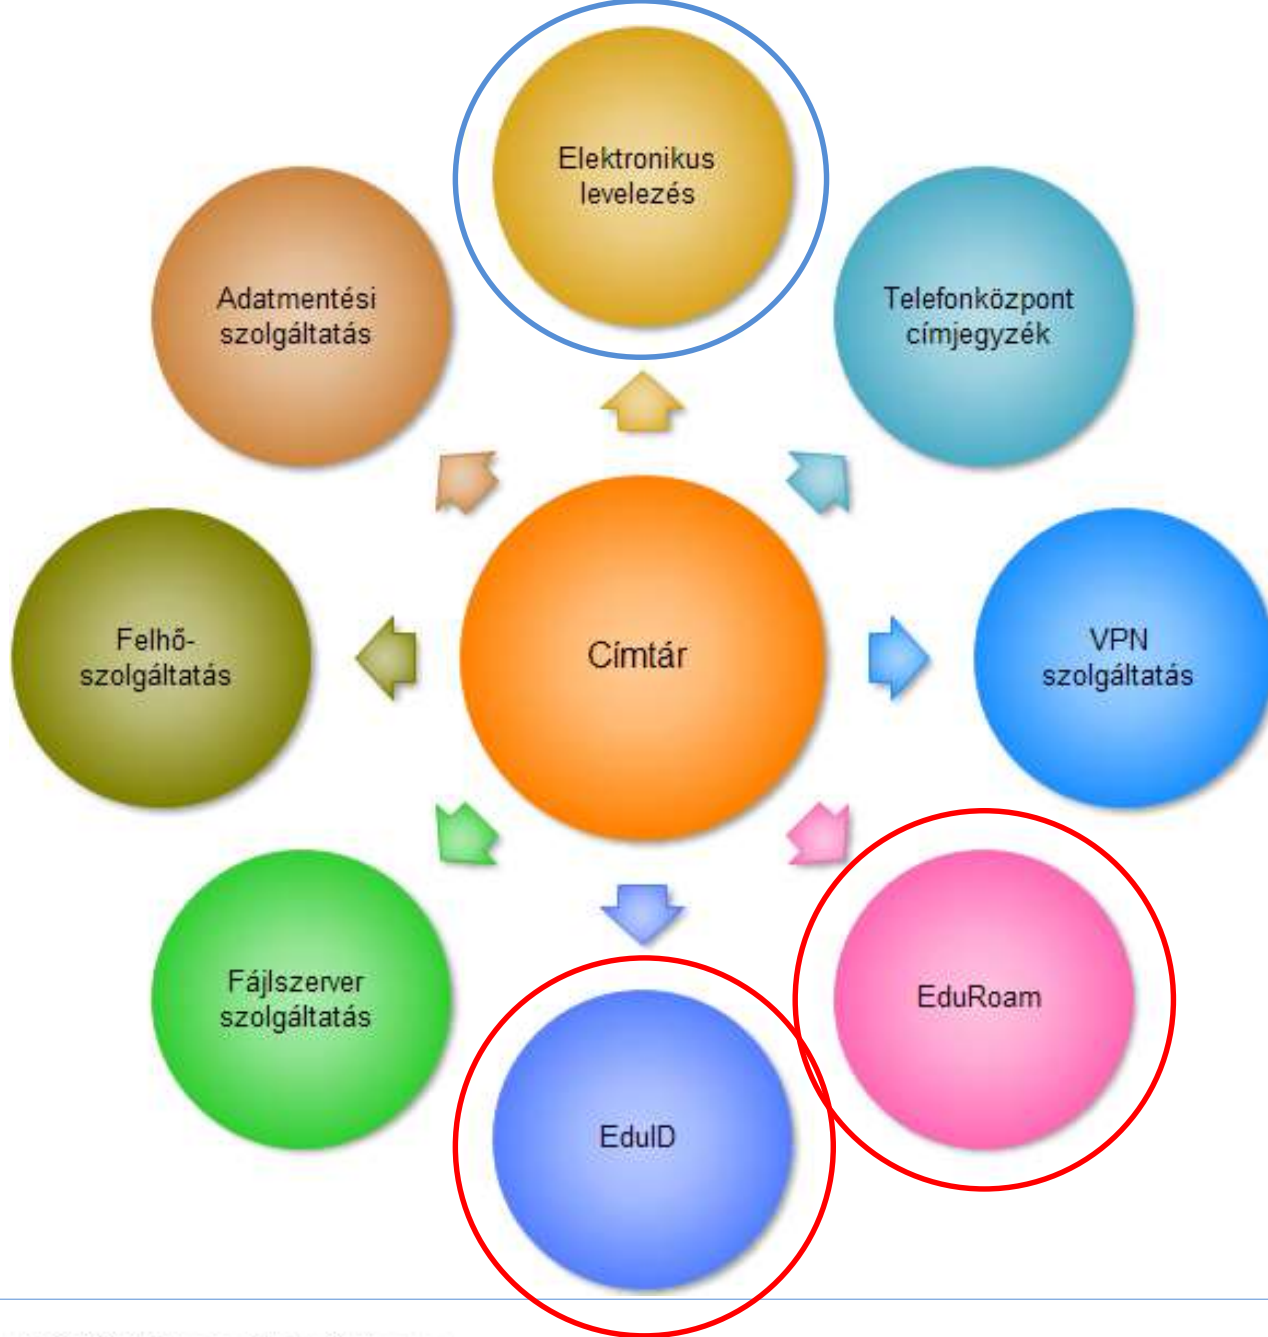 Elektronikus
levelezés
Adatmentési
szolgáltatás
Telefonközpont
címjegyzék
Felhő-
szolgáltatás
Címtár
VPN
szolgáltatás
Fájlszerver
szolgáltatás
EduRoam
EduID